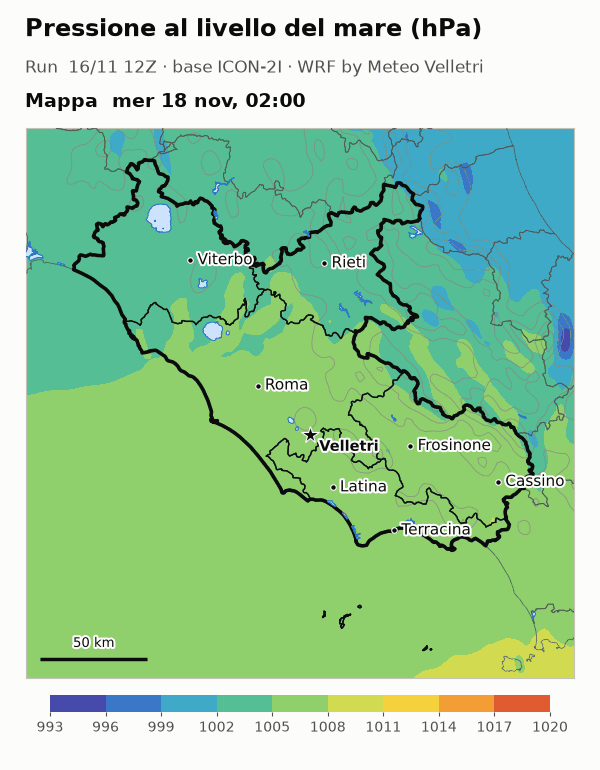 Pressione al livello del mare (hPa)
Run  16/11 12Z · base ICON-2I · WRF by Meteo Velletri
Mappa  mer 18 nov, 02:00
Viterbo
Rieti
Roma
Velletri
Frosinone
Cassino
Latina
Terracina
50 km
993 996 999 1002 1005 1008 1011 1014 1017 1020